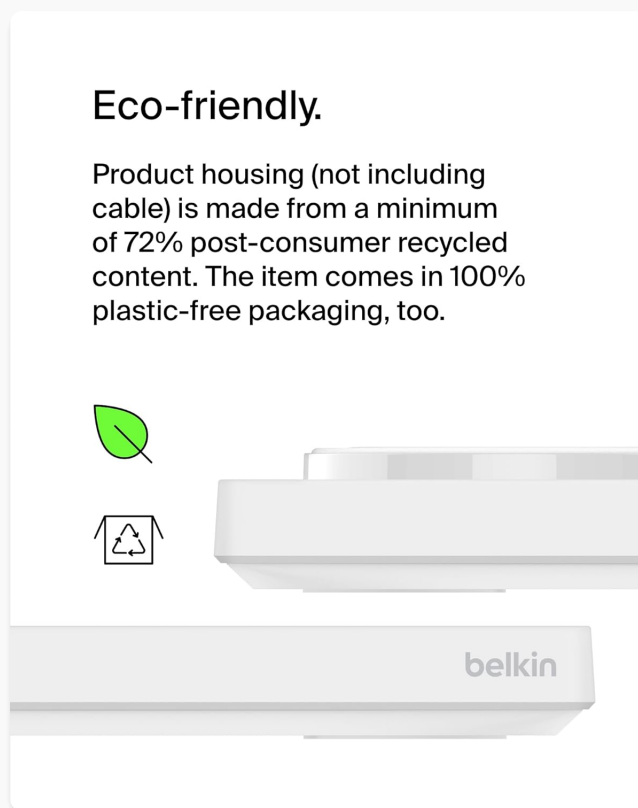 Eco-friendly.
Product housing (not including
cable) is made from a minimum
of 72% post-consumer recycled
content. The item comes in 100%
plastic-free packaging, too.
belkin